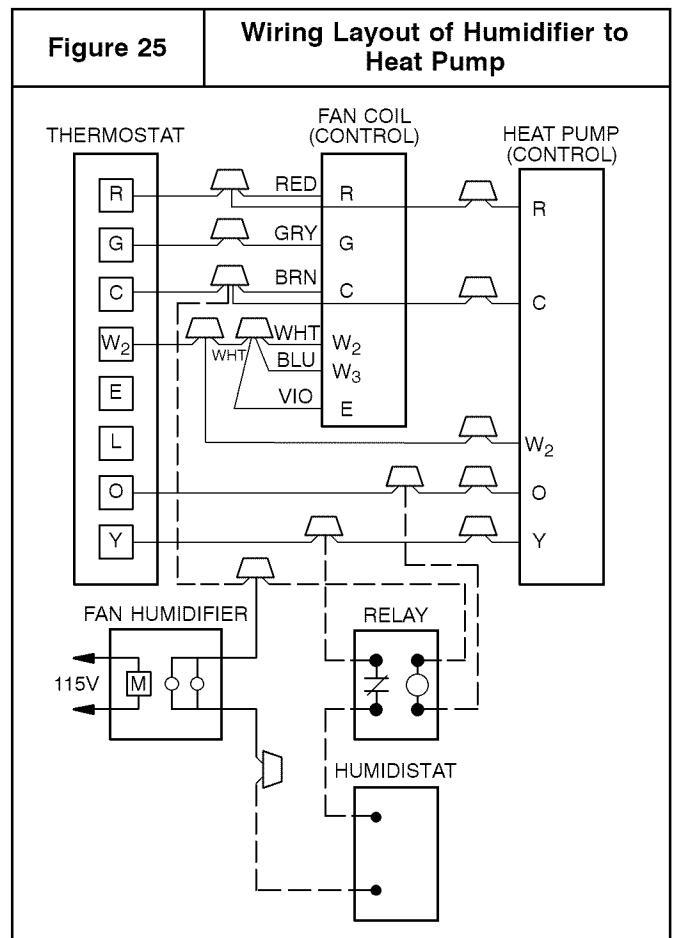 Figure 25
Wiring Layout of Humidifier to
Heat Pump
THERMOSTAT
FAN COIL
(CONTROL)
HEAT PUMP
(CONTROL)
R
RED
R
R
G
GRY
G
C
BRN
C
C
W2
WHT
WHT
W2
BLU
W3
E
VIO
E
L
W2
O
O
Y
Y
FAN HUMIDIFIER
RELAY
115V
M
HUMIDISTAT